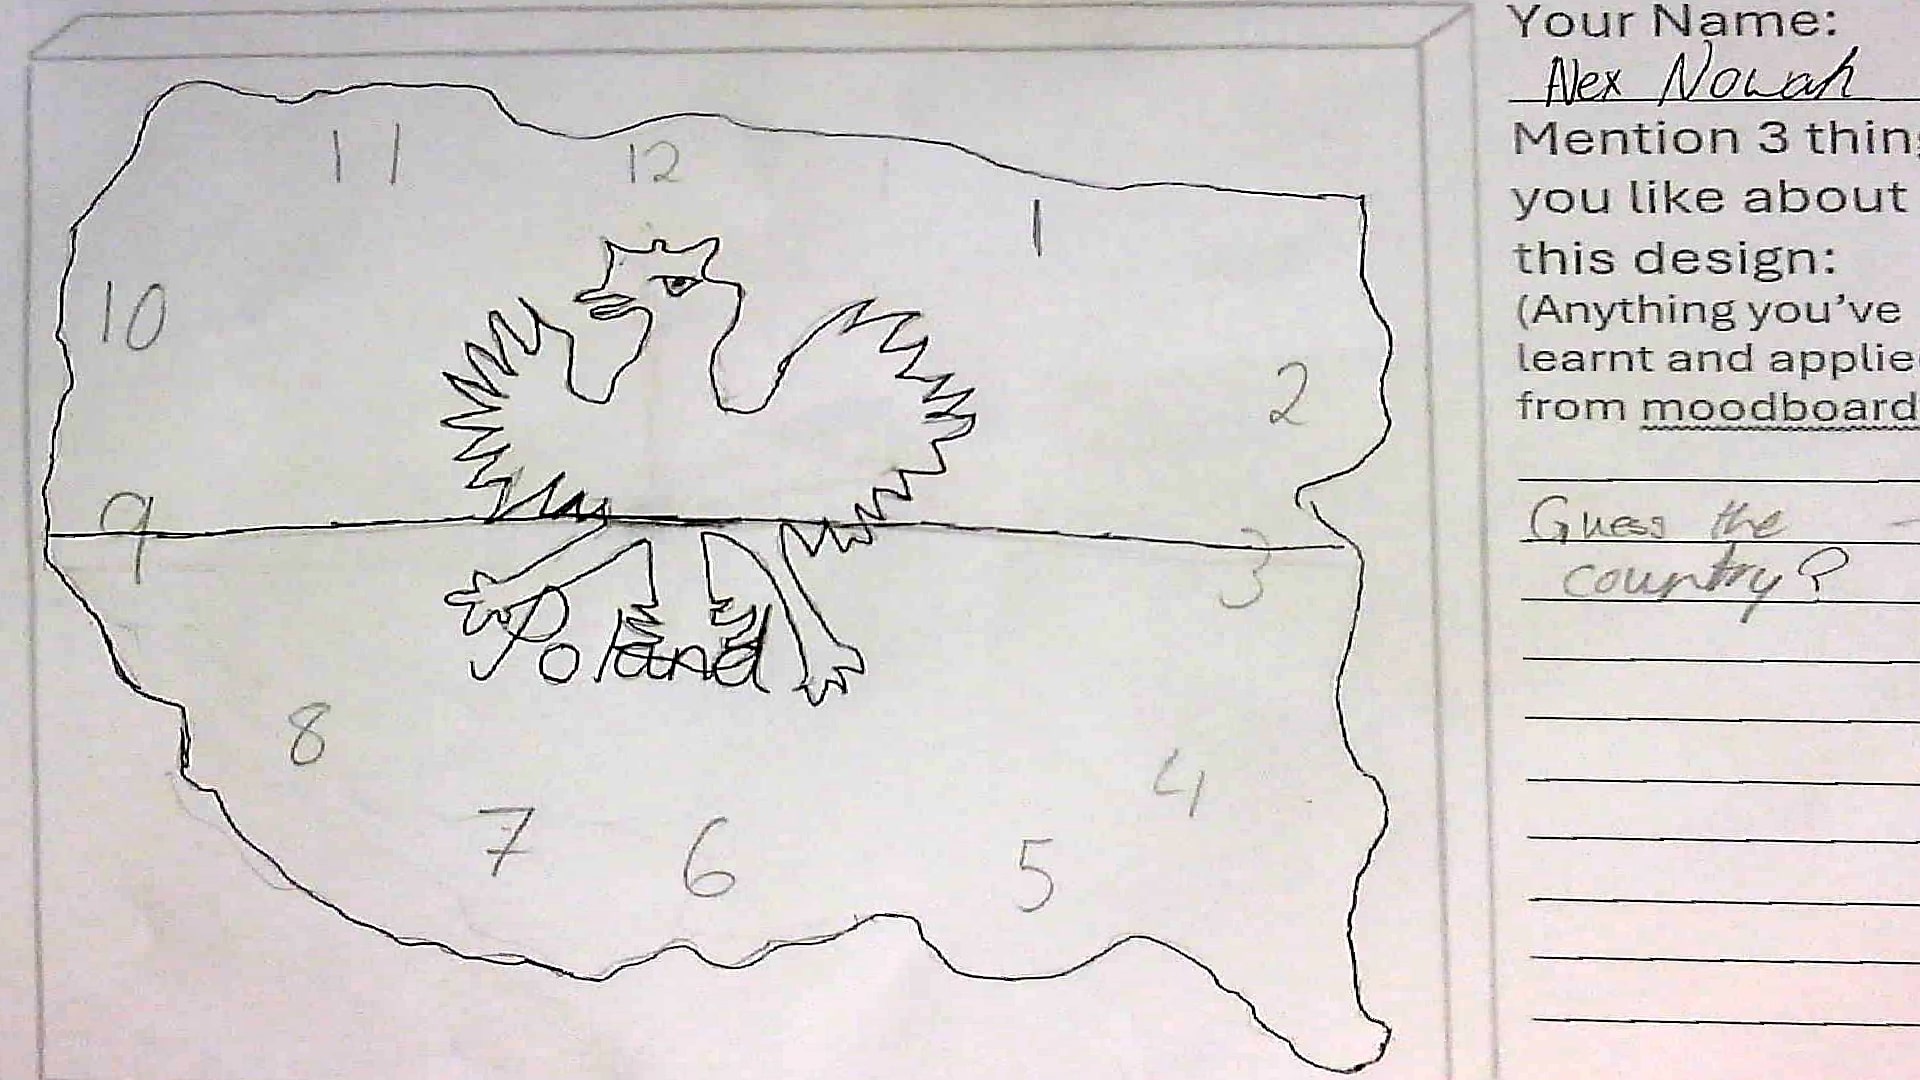 Your Name:
Alex Nowak
Mention 3 thin
you like about
this design:
(Anything you've
learnt and applie
from moodboard
Guess the
country?
11
12
1
10
2
9
3
Poland
8
4
7
6
5